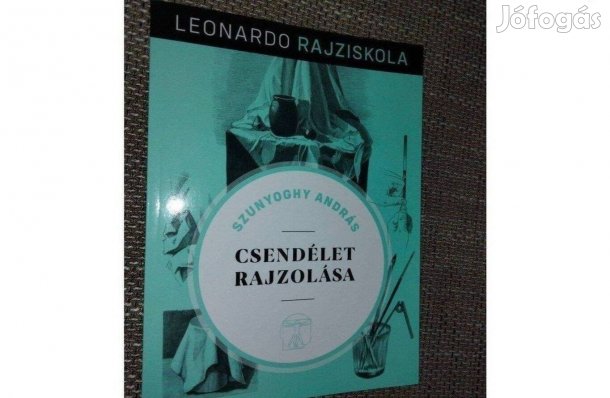 Jófogás
LEONARDO RAJZISKOLA
SZUNYOGHY ANDRÁS
CSENDÉLET
RAJZOLÁSA